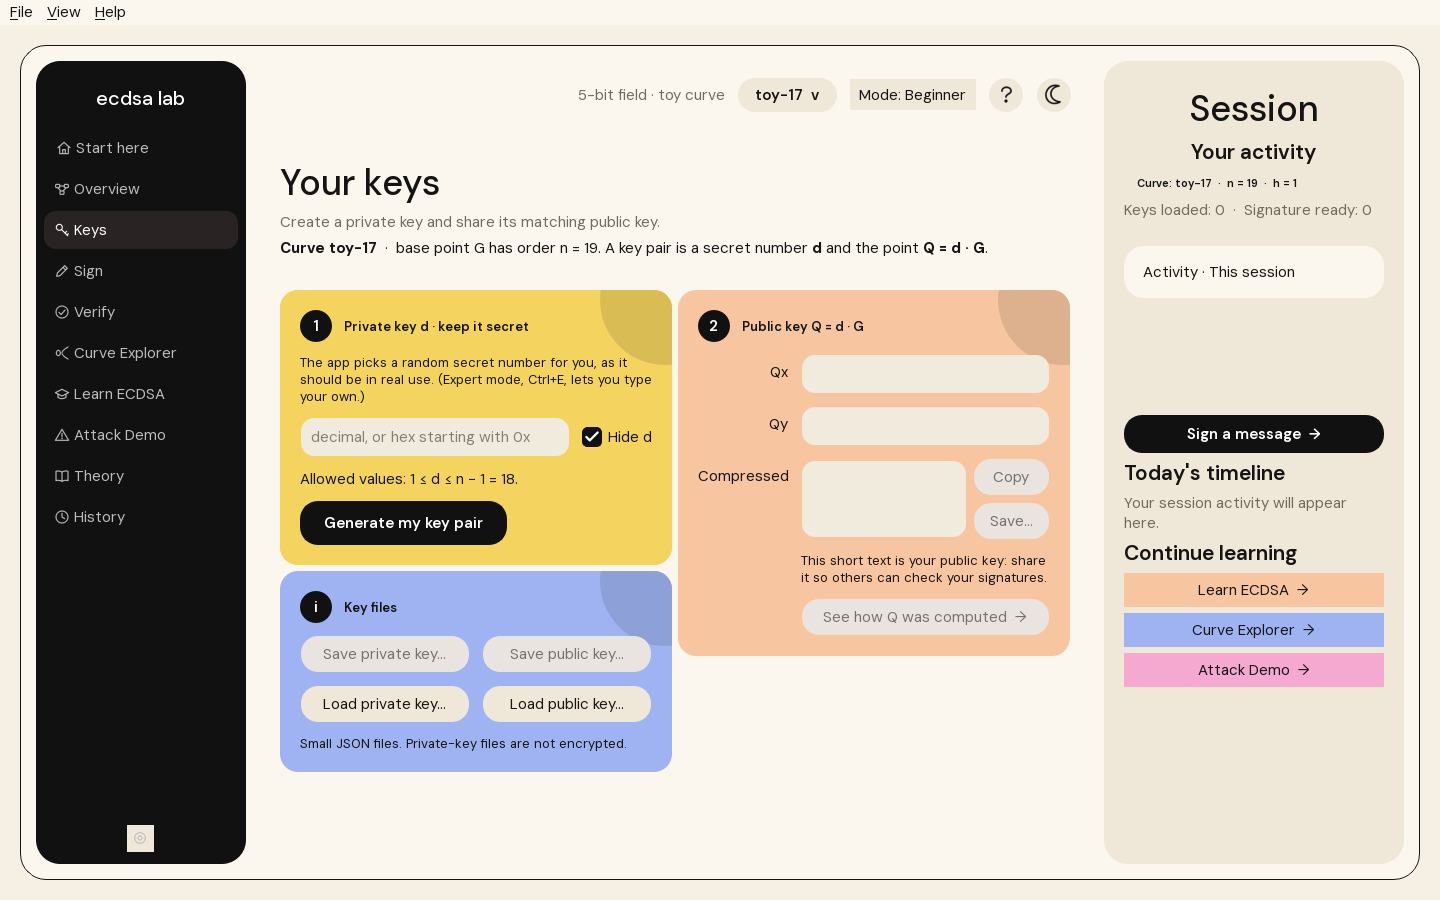 File View Help
ecdsa lab
Start here
Overview
Keys
Sign
Verify
Curve Explorer
Learn ECDSA
Attack Demo
Theory
History
5-bit field · toy curve
toy-17 v
Mode: Beginner
?
Your keys
Create a private key and share its matching public key.
Curve toy-17 · base point G has order n = 19. A key pair is a secret number d and the point Q = d · G.
1 Private key d · keep it secret
The app picks a random secret number for you, as it
should be in real use. (Expert mode, Ctrl+E, lets you type
your own.)
decimal, or hex starting with 0x
Hide d
Allowed values: 1 ≤ d ≤ n - 1 = 18.
Generate my key pair
i Key files
Save private key...
Save public key...
Load private key...
Load public key...
Small JSON files. Private-key files are not encrypted.
2 Public key Q = d · G
Qx
Qy
Compressed
Copy
Save...
This short text is your public key: share
it so others can check your signatures.
See how Q was computed →
Session
Your activity
Curve: toy-17 · n = 19 · h = 1
Keys loaded: 0 · Signature ready: 0
Activity · This session
Sign a message →
Today's timeline
Your session activity will appear
here.
Continue learning
Learn ECDSA →
Curve Explorer →
Attack Demo →